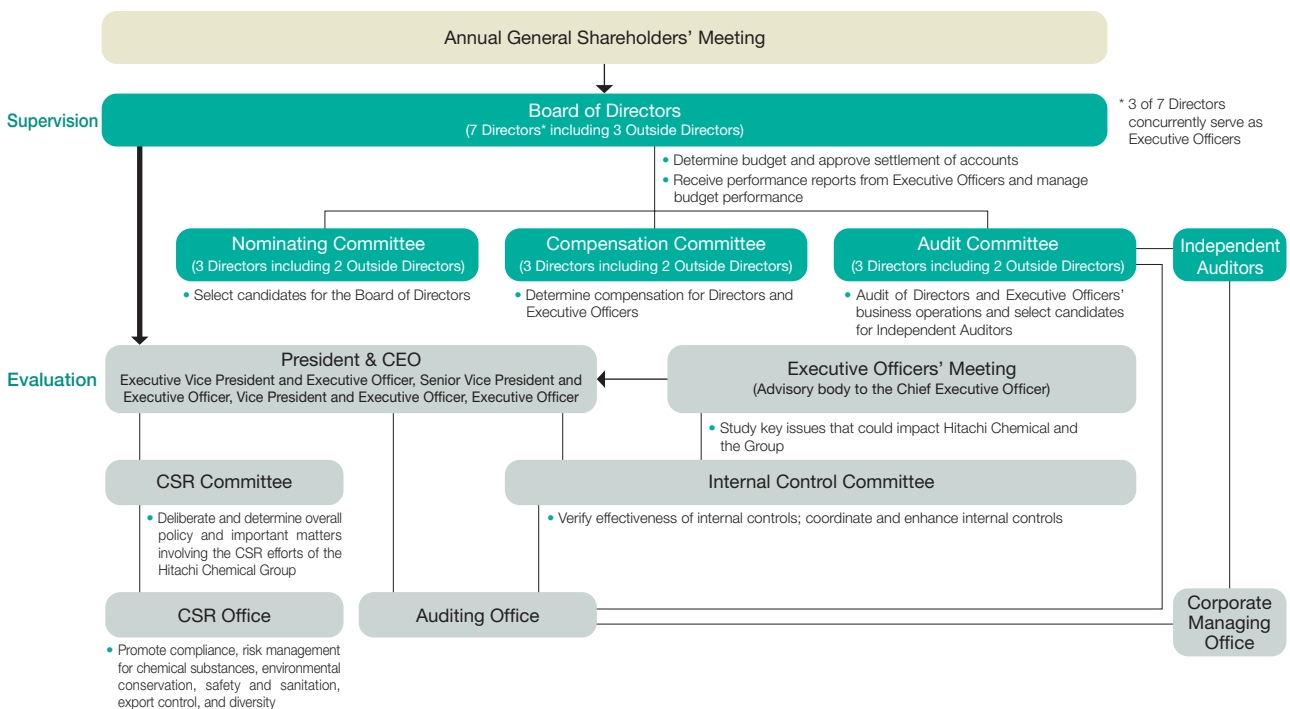 Annual General Shareholders’ Meeting
Supervision
Board of Directors
(7 Directors* including 3 Outside Directors)
* 3 of 7 Directors
concurrently serve as
Executive Officers
• Determine budget and approve settlement of accounts
• Receive performance reports from Executive Officers and manage
budget performance
Nominating Committee
(3 Directors including 2 Outside Directors)
• Select candidates for the Board of Directors
Compensation Committee
(3 Directors including 2 Outside Directors)
• Determine compensation for Directors and
Executive Officers
Audit Committee
(3 Directors including 2 Outside Directors)
• Audit of Directors and Executive Officers’
business operations and select candidates
for Independent Auditors
Independent
Auditors
Evaluation
President & CEO
Executive Vice President and Executive Officer, Senior Vice President and
Executive Officer, Vice President and Executive Officer, Executive Officer
Executive Officers’ Meeting
(Advisory body to the Chief Executive Officer)
• Study key issues that could impact Hitachi Chemical and
the Group
CSR Committee
• Deliberate and determine overall
policy and important matters
involving the CSR efforts of the
Hitachi Chemical Group
Internal Control Committee
• Verify effectiveness of internal controls; coordinate and enhance internal controls
CSR Office
• Promote compliance, risk management
for chemical substances, environmental
conservation, safety and sanitation,
export control, and diversity
Auditing Office
Corporate
Managing
Office